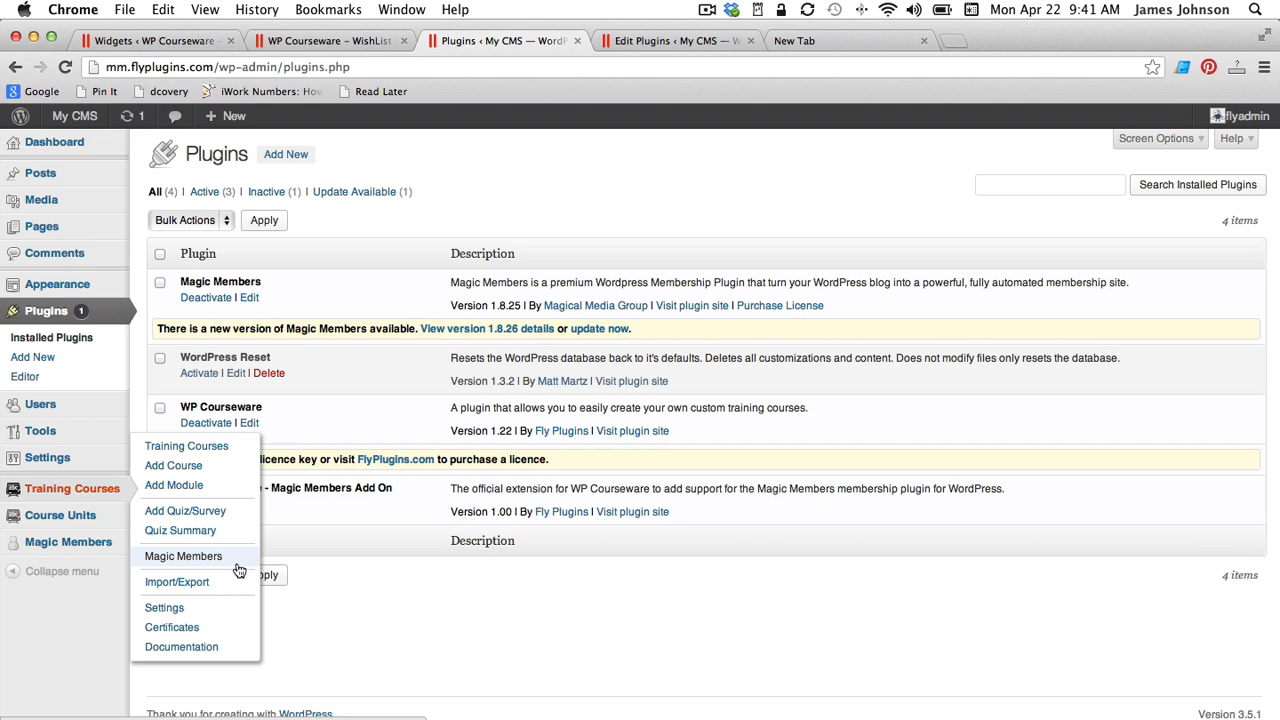 Chrome File Edit View History Bookmarks Window Help Mon Apr 22 9:41 AM James Johnson
Widgets ‹ WP Courseware - WP Courseware – WishList Plugins ‹ My CMS — WordP Edit Plugins ‹ My CMS — W New Tab
mm.flyplugins.com/wp-admin/plugins.php
Google Pin It dcovery iWork Numbers: How Read Later
My CMS 1 + New flyadmin
Screen Options Help
Dashboard
Posts
Media
Pages
Comments
Appearance
Plugins 1
Installed Plugins
Add New
Editor
Users
Tools
Settings
Training Courses
Course Units
Magic Members
Collapse menu
Training Courses
Add Course
Add Module
Add Quiz/Survey
Quiz Summary
Magic Members
Import/Export
Settings
Certificates
Documentation
Plugins Add New
All (4) | Active (3) | Inactive (1) | Update Available (1)
Search Installed Plugins
Bulk Actions Apply 4 items
Plugin Description
Magic Members Magic Members is a premium Wordpress Membership Plugin that turn your WordPress blog into a powerful, fully automated membership site.
Deactivate | Edit Version 1.8.25 | By Magical Media Group | Visit plugin site | Purchase License
There is a new version of Magic Members available. View version 1.8.26 details or update now.
WordPress Reset Resets the WordPress database back to it's defaults. Deletes all customizations and content. Does not modify files only resets the database.
Activate | Edit | Delete Version 1.3.2 | By Matt Martz | Visit plugin site
WP Courseware A plugin that allows you to easily create your own custom training courses.
Deactivate | Edit Version 1.22 | By Fly Plugins | Visit plugin site
licence key or visit FlyPlugins.com to purchase a licence.
- Magic Members Add On The official extension for WP Courseware to add support for the Magic Members membership plugin for WordPress.
Version 1.00 | By Fly Plugins | Visit plugin site
Description
4 items
Thank you for creating with WordPress Version 3.5.1